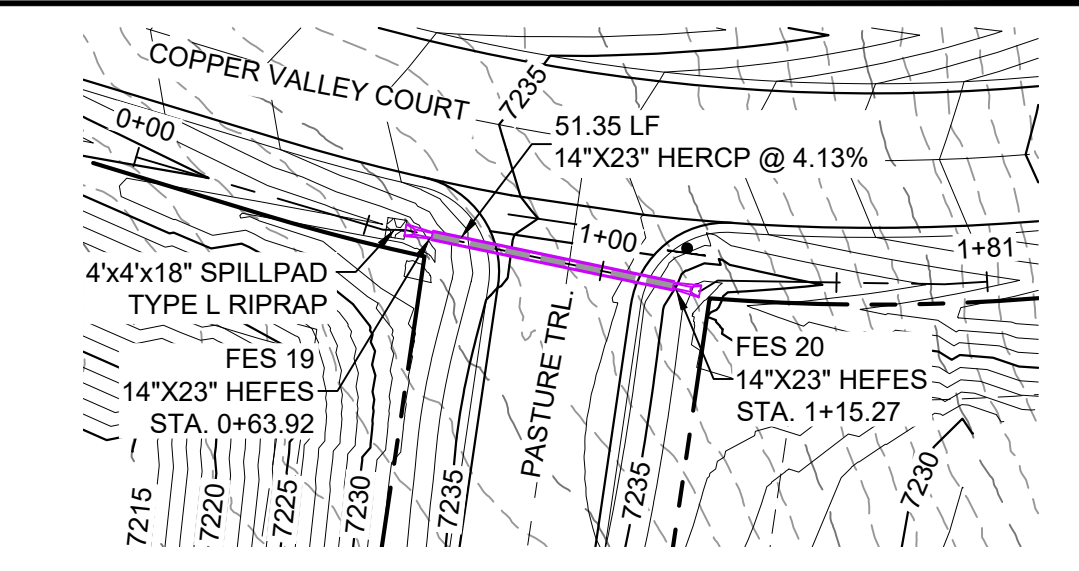 COPPER VALLEY COURT
7235
0+00
51.35 LF
14"X23" HERCP @ 4.13%
1+00
1+81
4'x4'x18" SPILLPAD
TYPE L RIPRAP
FES 19
14"X23" HEFES
STA. 0+63.92
FES 20
14"X23" HEFES
STA. 1+15.27
PASTURE TRL.
7215
7220
7225
7230
7235
7235
7230